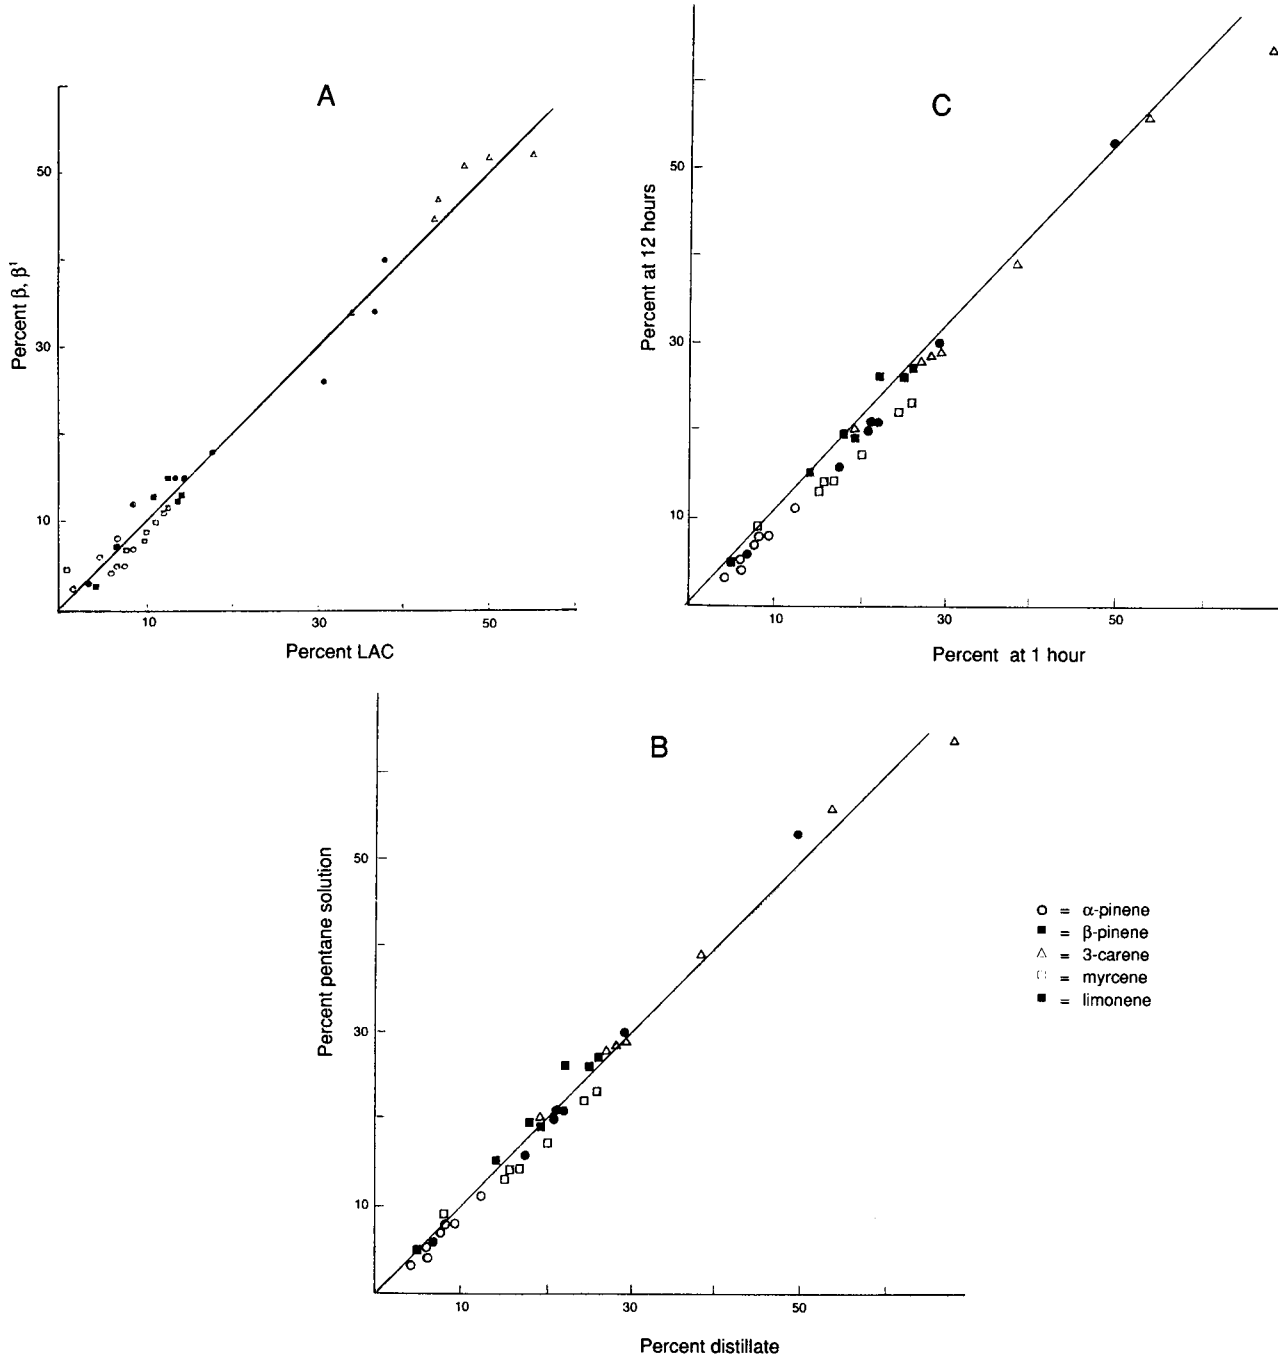 A
50
30
10
Percent β, β¹
10
30
50
Percent LAC
C
50
30
10
Percent at 12 hours
10
30
50
Percent at 1 hour
B
50
30
10
Percent pentane solution
10
30
50
Percent distillate
○ = α-pinene
■ = β-pinene
△ = 3-carene
□ = myrcene
■ = limonene